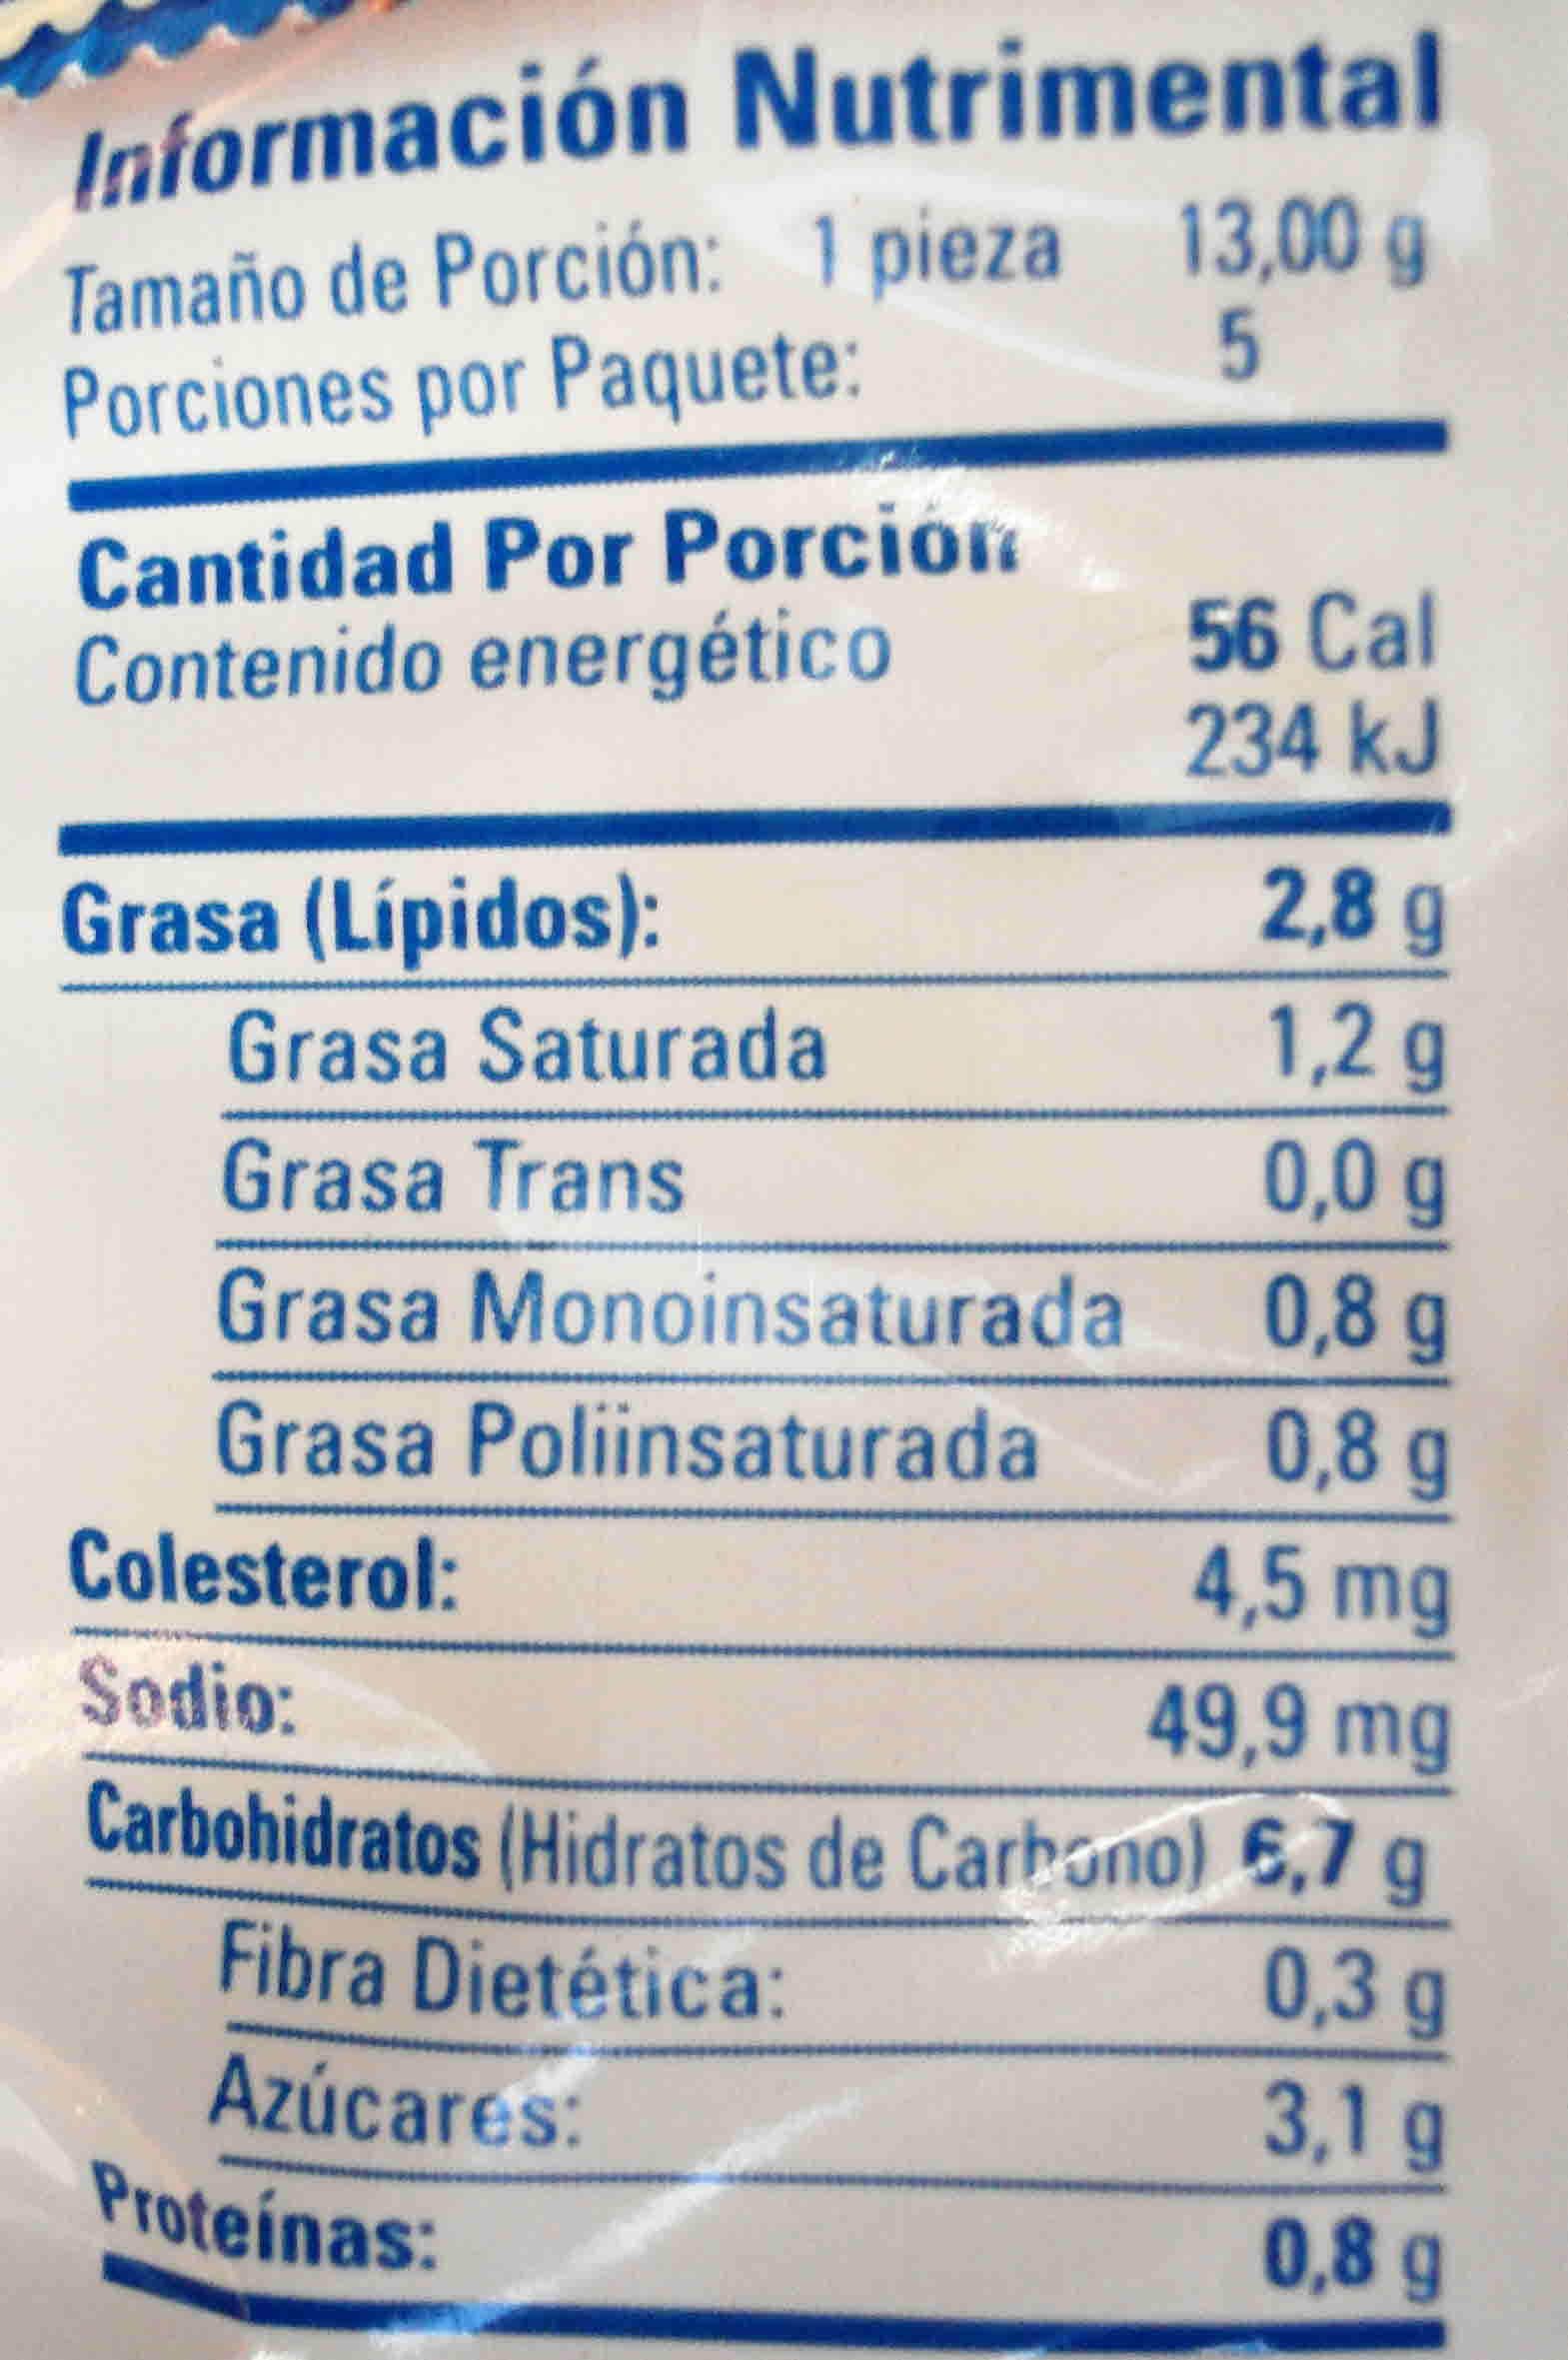 Información Nutrimental
Tamaño de Porción: 1 pieza 13,00 g
Porciones por Paquete: 5
Cantidad Por Porción
Contenido energético 56 Cal
234 kJ
Grasa (Lípidos): 2,8 g
Grasa Saturada 1,2 g
Grasa Trans 0,0 g
Grasa Monoinsaturada 0,8 g
Grasa Poliinsaturada 0,8 g
Colesterol: 4,5 mg
Sodio: 49,9 mg
Carbohidratos (Hidratos de Carbono) 6,7 g
Fibra Dietética: 0,3 g
Azúcares: 3,1 g
Proteínas: 0,8 g